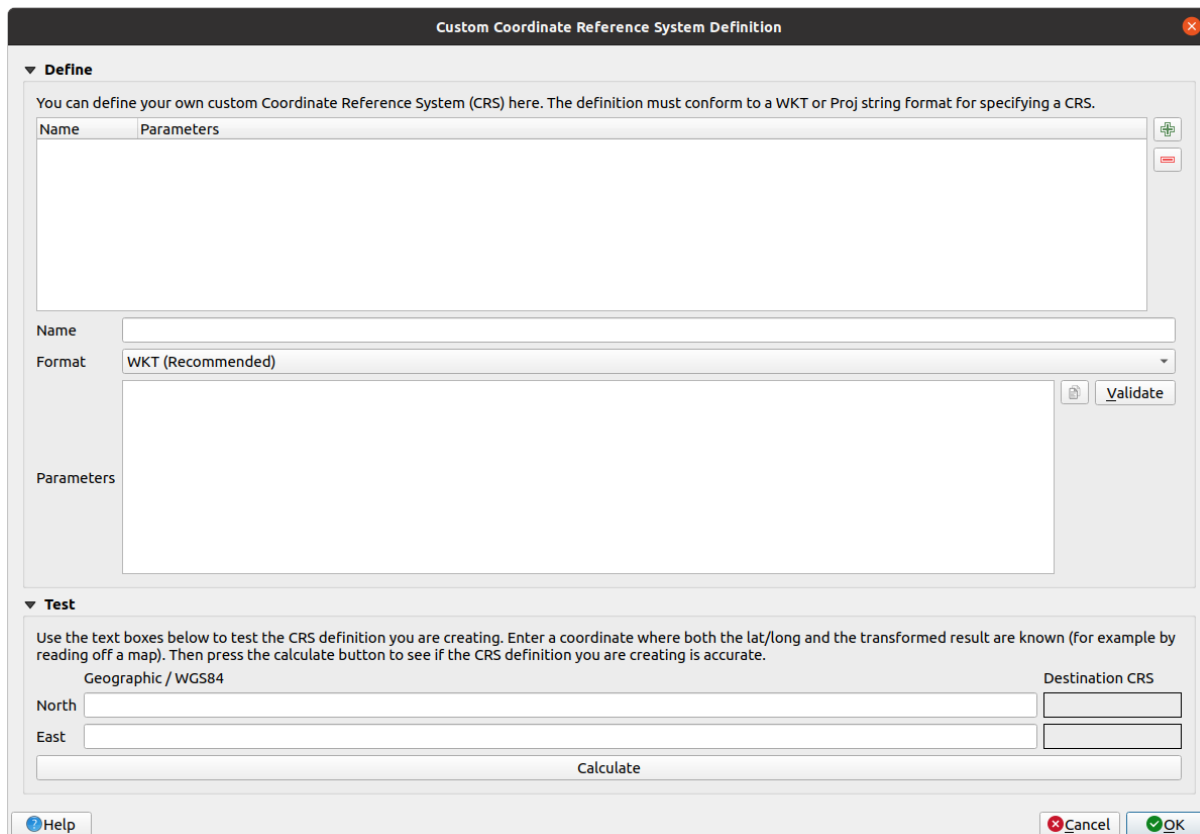 Custom Coordinate Reference System Definition
Define
You can define your own custom Coordinate Reference System (CRS) here. The definition must conform to a WKT or Proj string format for specifying a CRS.
Name Parameters
Name
Format WKT (Recommended)
Validate
Parameters
Test
Use the text boxes below to test the CRS definition you are creating. Enter a coordinate where both the lat/long and the transformed result are known (for example by
reading off a map). Then press the calculate button to see if the CRS definition you are creating is accurate.
Geographic / WGS84 Destination CRS
North
East
Calculate
Help Cancel OK